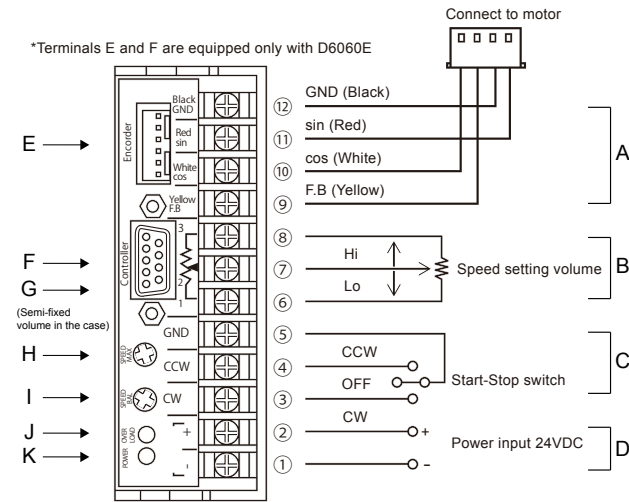 Connect to motor
*Terminals E and F are equipped only with D6060E
Black
GND
Red
sin
White
cos
Yellow
F.B
Encorder
Controller
3
2
1
GND
CCW
CW
SPEED
MAX
SPEED
BAL
OVER
LOAD
POWER
+
-
E
F
G
(Semi-fixed
volume in the case)
H
I
J
K
⑫ GND (Black)
⑪ sin (Red)
⑩ cos (White)
⑨ F.B (Yellow)
A
⑧
⑦ Hi
Speed setting volume
⑥ Lo
B
⑤
④ CCW
③ OFF
Start-Stop switch
C
② CW
+
Power input 24VDC
① -
D